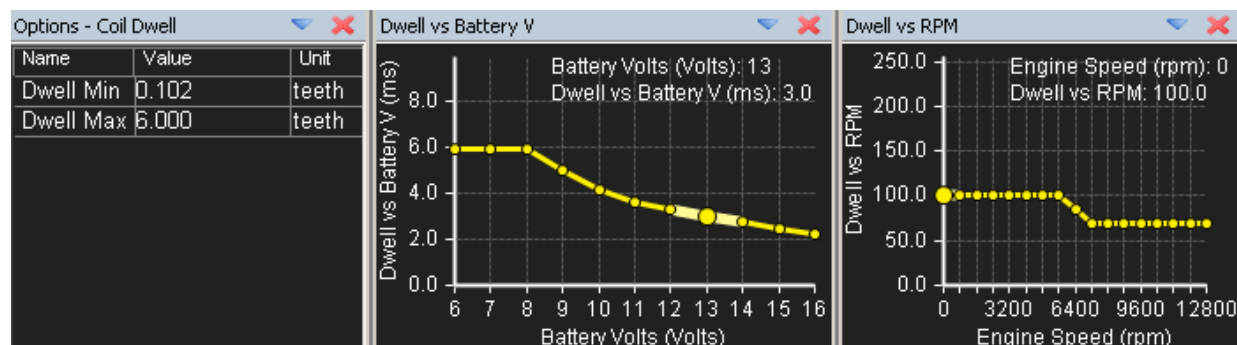 Options - Coil Dwell
Name Value Unit
Dwell Min 0.102 teeth
Dwell Max 6.000 teeth
Dwell vs Battery V
Battery Volts (Volts): 13
Dwell vs Battery V (ms): 3.0
Dwell vs Battery V (ms)
8.0
6.0
4.0
2.0
0.0
6 7 8 9 10 11 12 13 14 15 16
Battery Volts (Volts)
Dwell vs RPM
Engine Speed (rpm): 0
Dwell vs RPM: 100.0
Dwell vs RPM
250.0
200.0
150.0
100.0
50.0
0.0
0 3200 6400 9600 12800
Engine Speed (rpm)